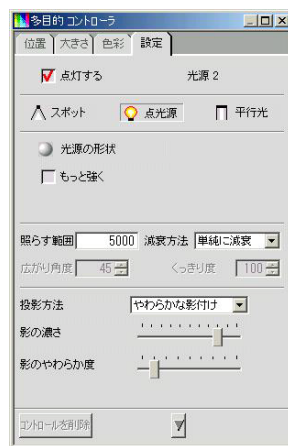 多目的 コントローラ
位置 大きさ 色彩 設定
点灯する 光源 2
スポット 点光源 平行光
光源の形状
もっと強く
照らす範囲 5000 減衰方法 単純に減衰
広がり角度 45 くっきり度 100
投影方法 やわらかな影付け
影の濃さ
影のやわらか度
コントロールを削除